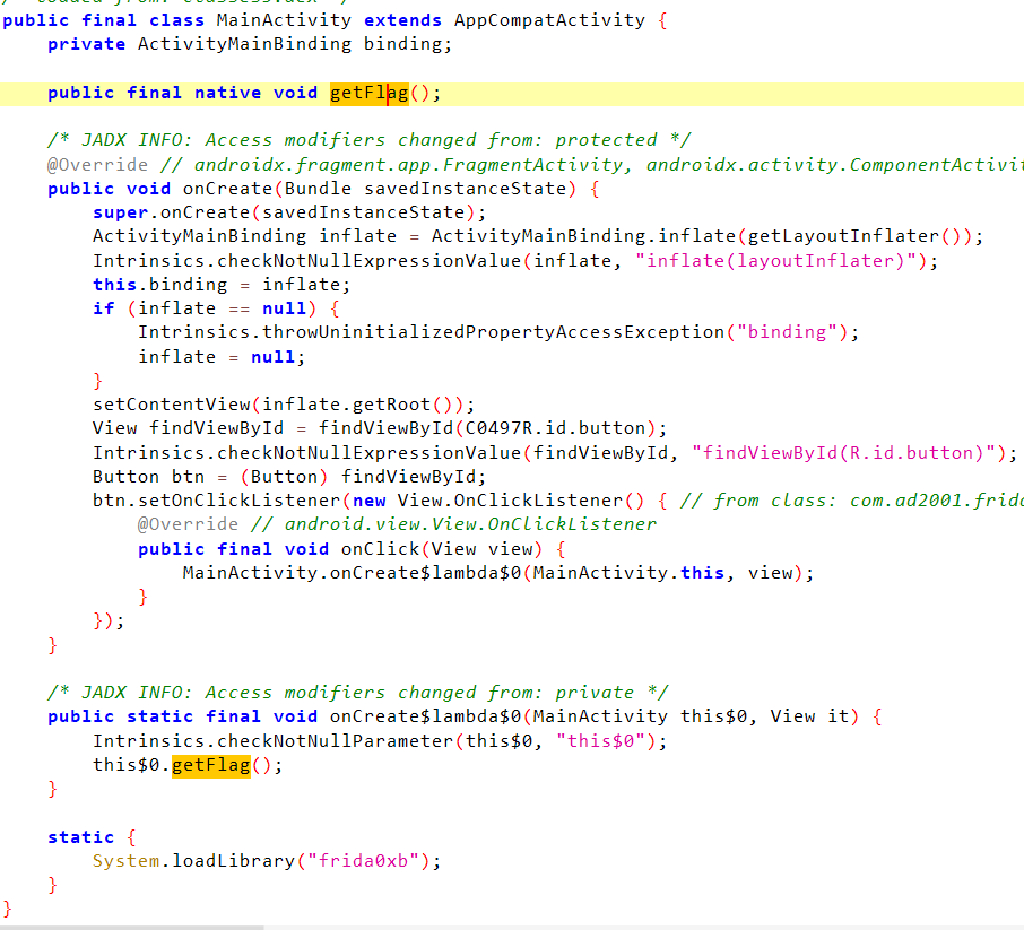 public final class MainActivity extends AppCompatActivity {
    private ActivityMainBinding binding;

    public final native void getFlag();

    /* JADX INFO: Access modifiers changed from: protected */
    @Override // androidx.fragment.app.FragmentActivity, androidx.activity.ComponentActivit
    public void onCreate(Bundle savedInstanceState) {
        super.onCreate(savedInstanceState);
        ActivityMainBinding inflate = ActivityMainBinding.inflate(getLayoutInflater());
        Intrinsics.checkNotNullExpressionValue(inflate, "inflate(layoutInflater)");
        this.binding = inflate;
        if (inflate == null) {
            Intrinsics.throwUninitializedPropertyAccessException("binding");
            inflate = null;
        }
        setContentView(inflate.getRoot());
        View findViewById = findViewById(C0497R.id.button);
        Intrinsics.checkNotNullExpressionValue(findViewById, "findViewById(R.id.button)");
        Button btn = (Button) findViewById;
        btn.setOnClickListener(new View.OnClickListener() { // from class: com.ad2001.frida
            @Override // android.view.View.OnClickListener
            public final void onClick(View view) {
                MainActivity.onCreate$lambda$0(MainActivity.this, view);
            }
        });
    }

    /* JADX INFO: Access modifiers changed from: private */
    public static final void onCreate$lambda$0(MainActivity this$0, View it) {
        Intrinsics.checkNotNullParameter(this$0, "this$0");
        this$0.getFlag();
    }

    static {
        System.loadLibrary("frida0xb");
    }
}